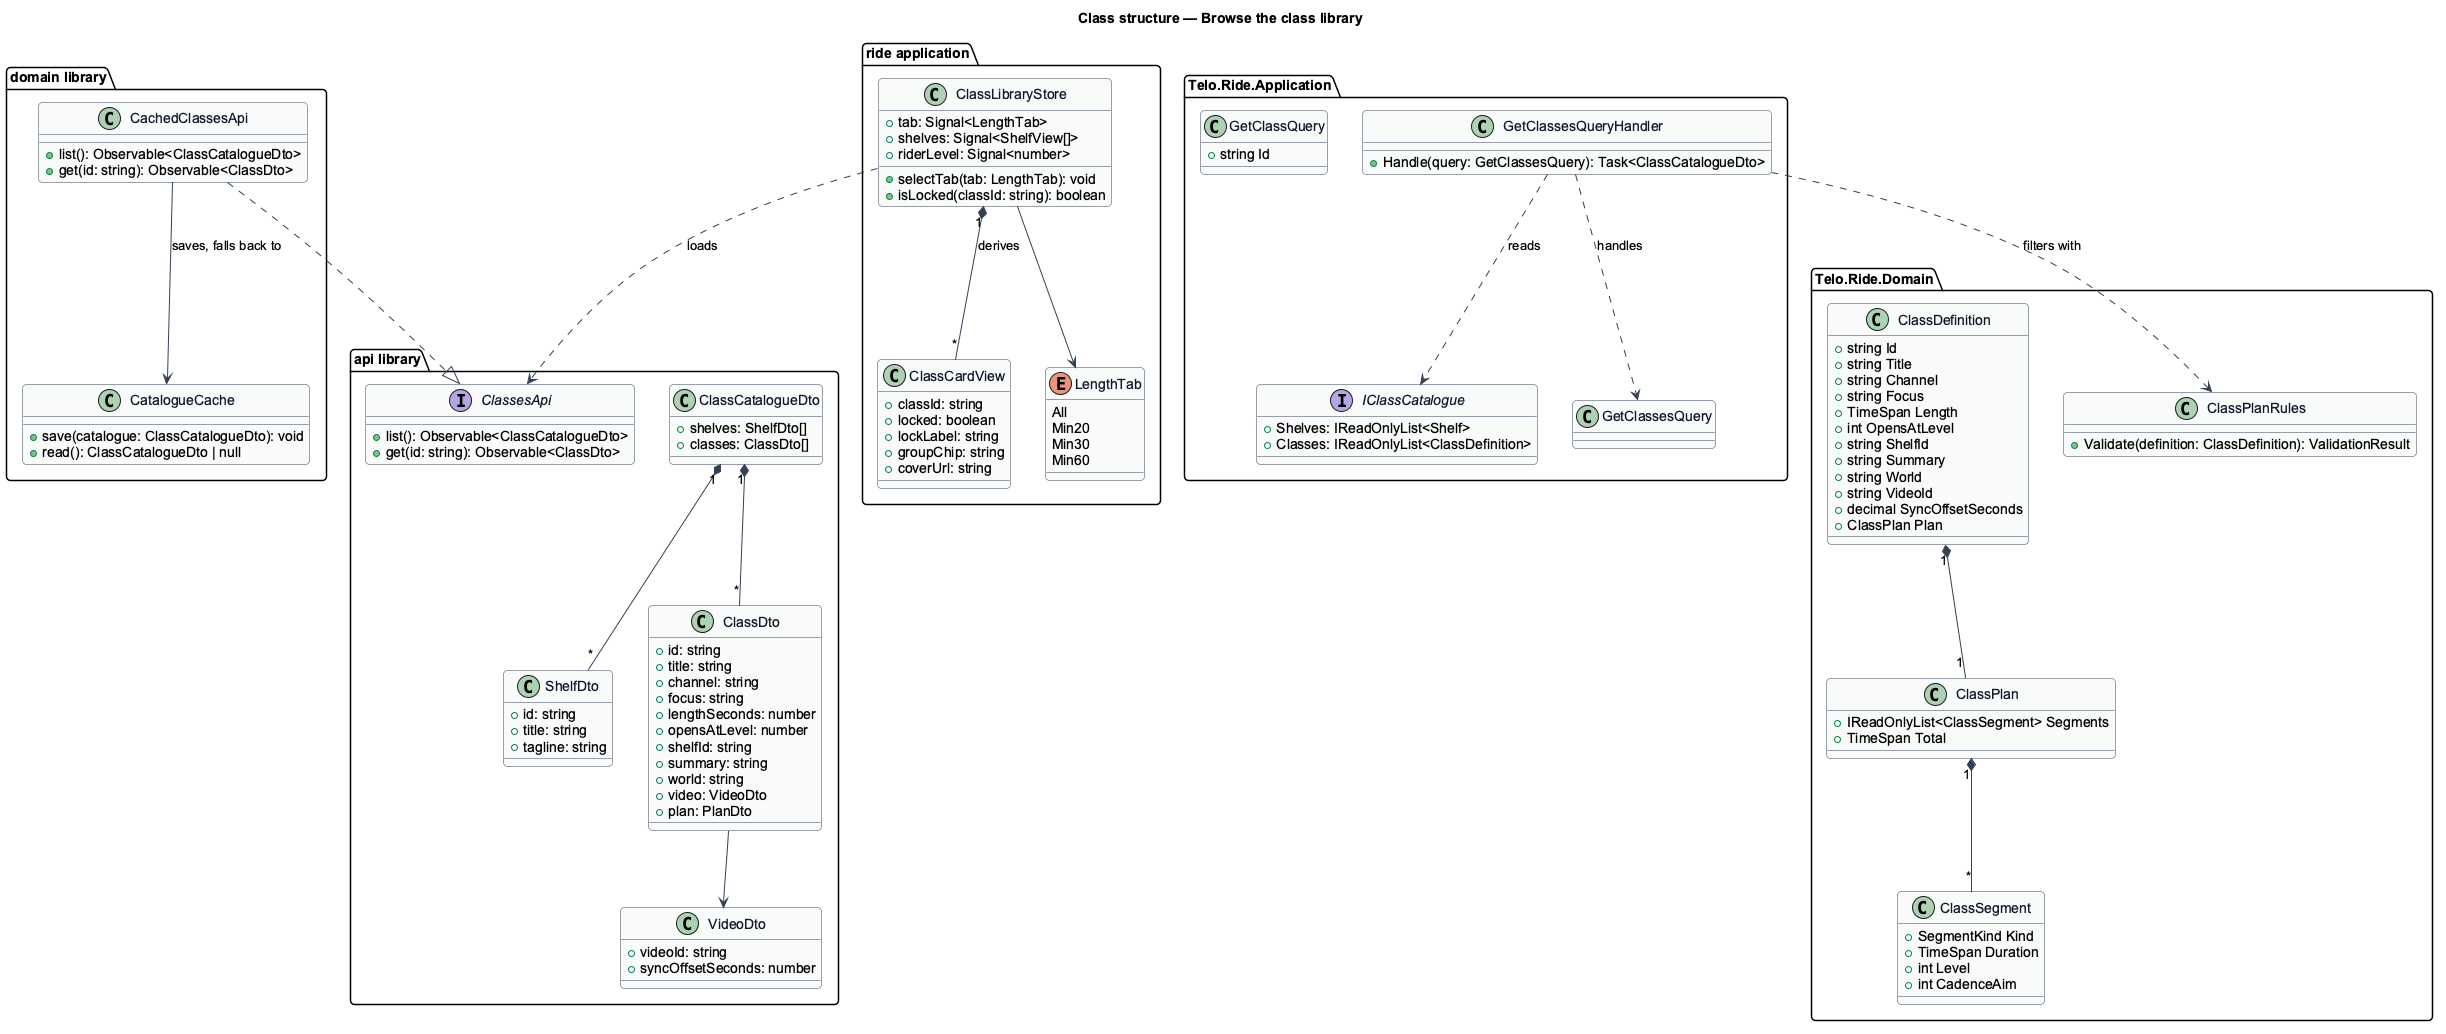 Class structure — Browse the class library
domain library
CachedClassesApi
list(): Observable<ClassCatalogueDto>
get(id: string): Observable<ClassDto>
saves, falls back to
CatalogueCache
save(catalogue: ClassCatalogueDto): void
read(): ClassCatalogueDto | null
api library
ClassesApi
list(): Observable<ClassCatalogueDto>
get(id: string): Observable<ClassDto>
ClassCatalogueDto
shelves: ShelfDto[]
classes: ClassDto[]
1
1
*
*
ShelfDto
id: string
title: string
tagline: string
ClassDto
id: string
title: string
channel: string
focus: string
lengthSeconds: number
opensAtLevel: number
shelfId: string
summary: string
world: string
video: VideoDto
plan: PlanDto
VideoDto
videoId: string
syncOffsetSeconds: number
ride application
ClassLibraryStore
tab: Signal<LengthTab>
shelves: Signal<ShelfView[]>
riderLevel: Signal<number>
selectTab(tab: LengthTab): void
isLocked(classId: string): boolean
loads
1
derives
*
ClassCardView
classId: string
locked: boolean
lockLabel: string
groupChip: string
coverUrl: string
LengthTab
All
Min20
Min30
Min60
Telo.Ride.Application
GetClassQuery
string Id
GetClassesQueryHandler
Handle(query: GetClassesQuery): Task<ClassCatalogueDto>
reads
handles
filters with
IClassCatalogue
Shelves: IReadOnlyList<Shelf>
Classes: IReadOnlyList<ClassDefinition>
GetClassesQuery
Telo.Ride.Domain
ClassDefinition
string Id
string Title
string Channel
string Focus
TimeSpan Length
int OpensAtLevel
string ShelfId
string Summary
string World
string VideoId
decimal SyncOffsetSeconds
ClassPlan Plan
ClassPlanRules
Validate(definition: ClassDefinition): ValidationResult
1
1
ClassPlan
IReadOnlyList<ClassSegment> Segments
TimeSpan Total
1
*
ClassSegment
SegmentKind Kind
TimeSpan Duration
int Level
int CadenceAim